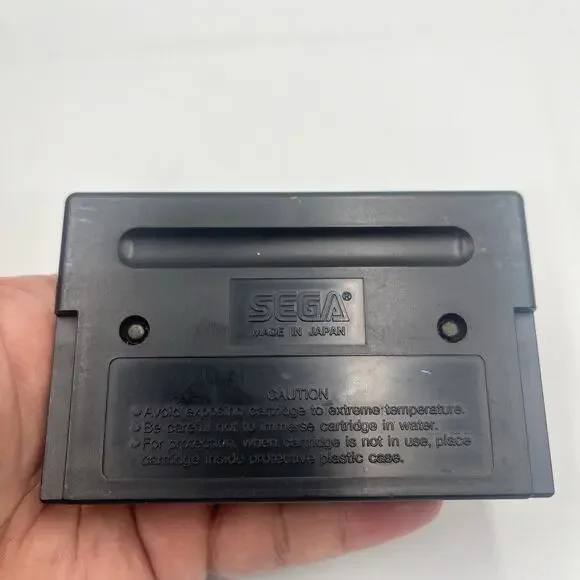 SEGA®
MADE IN JAPAN
CAUTION
• Avoid exposing cartridge to extreme temperature.
• Be careful not to immerse cartridge in water.
• For protection, when cartridge is not in use, place
cartridge inside protective plastic case.